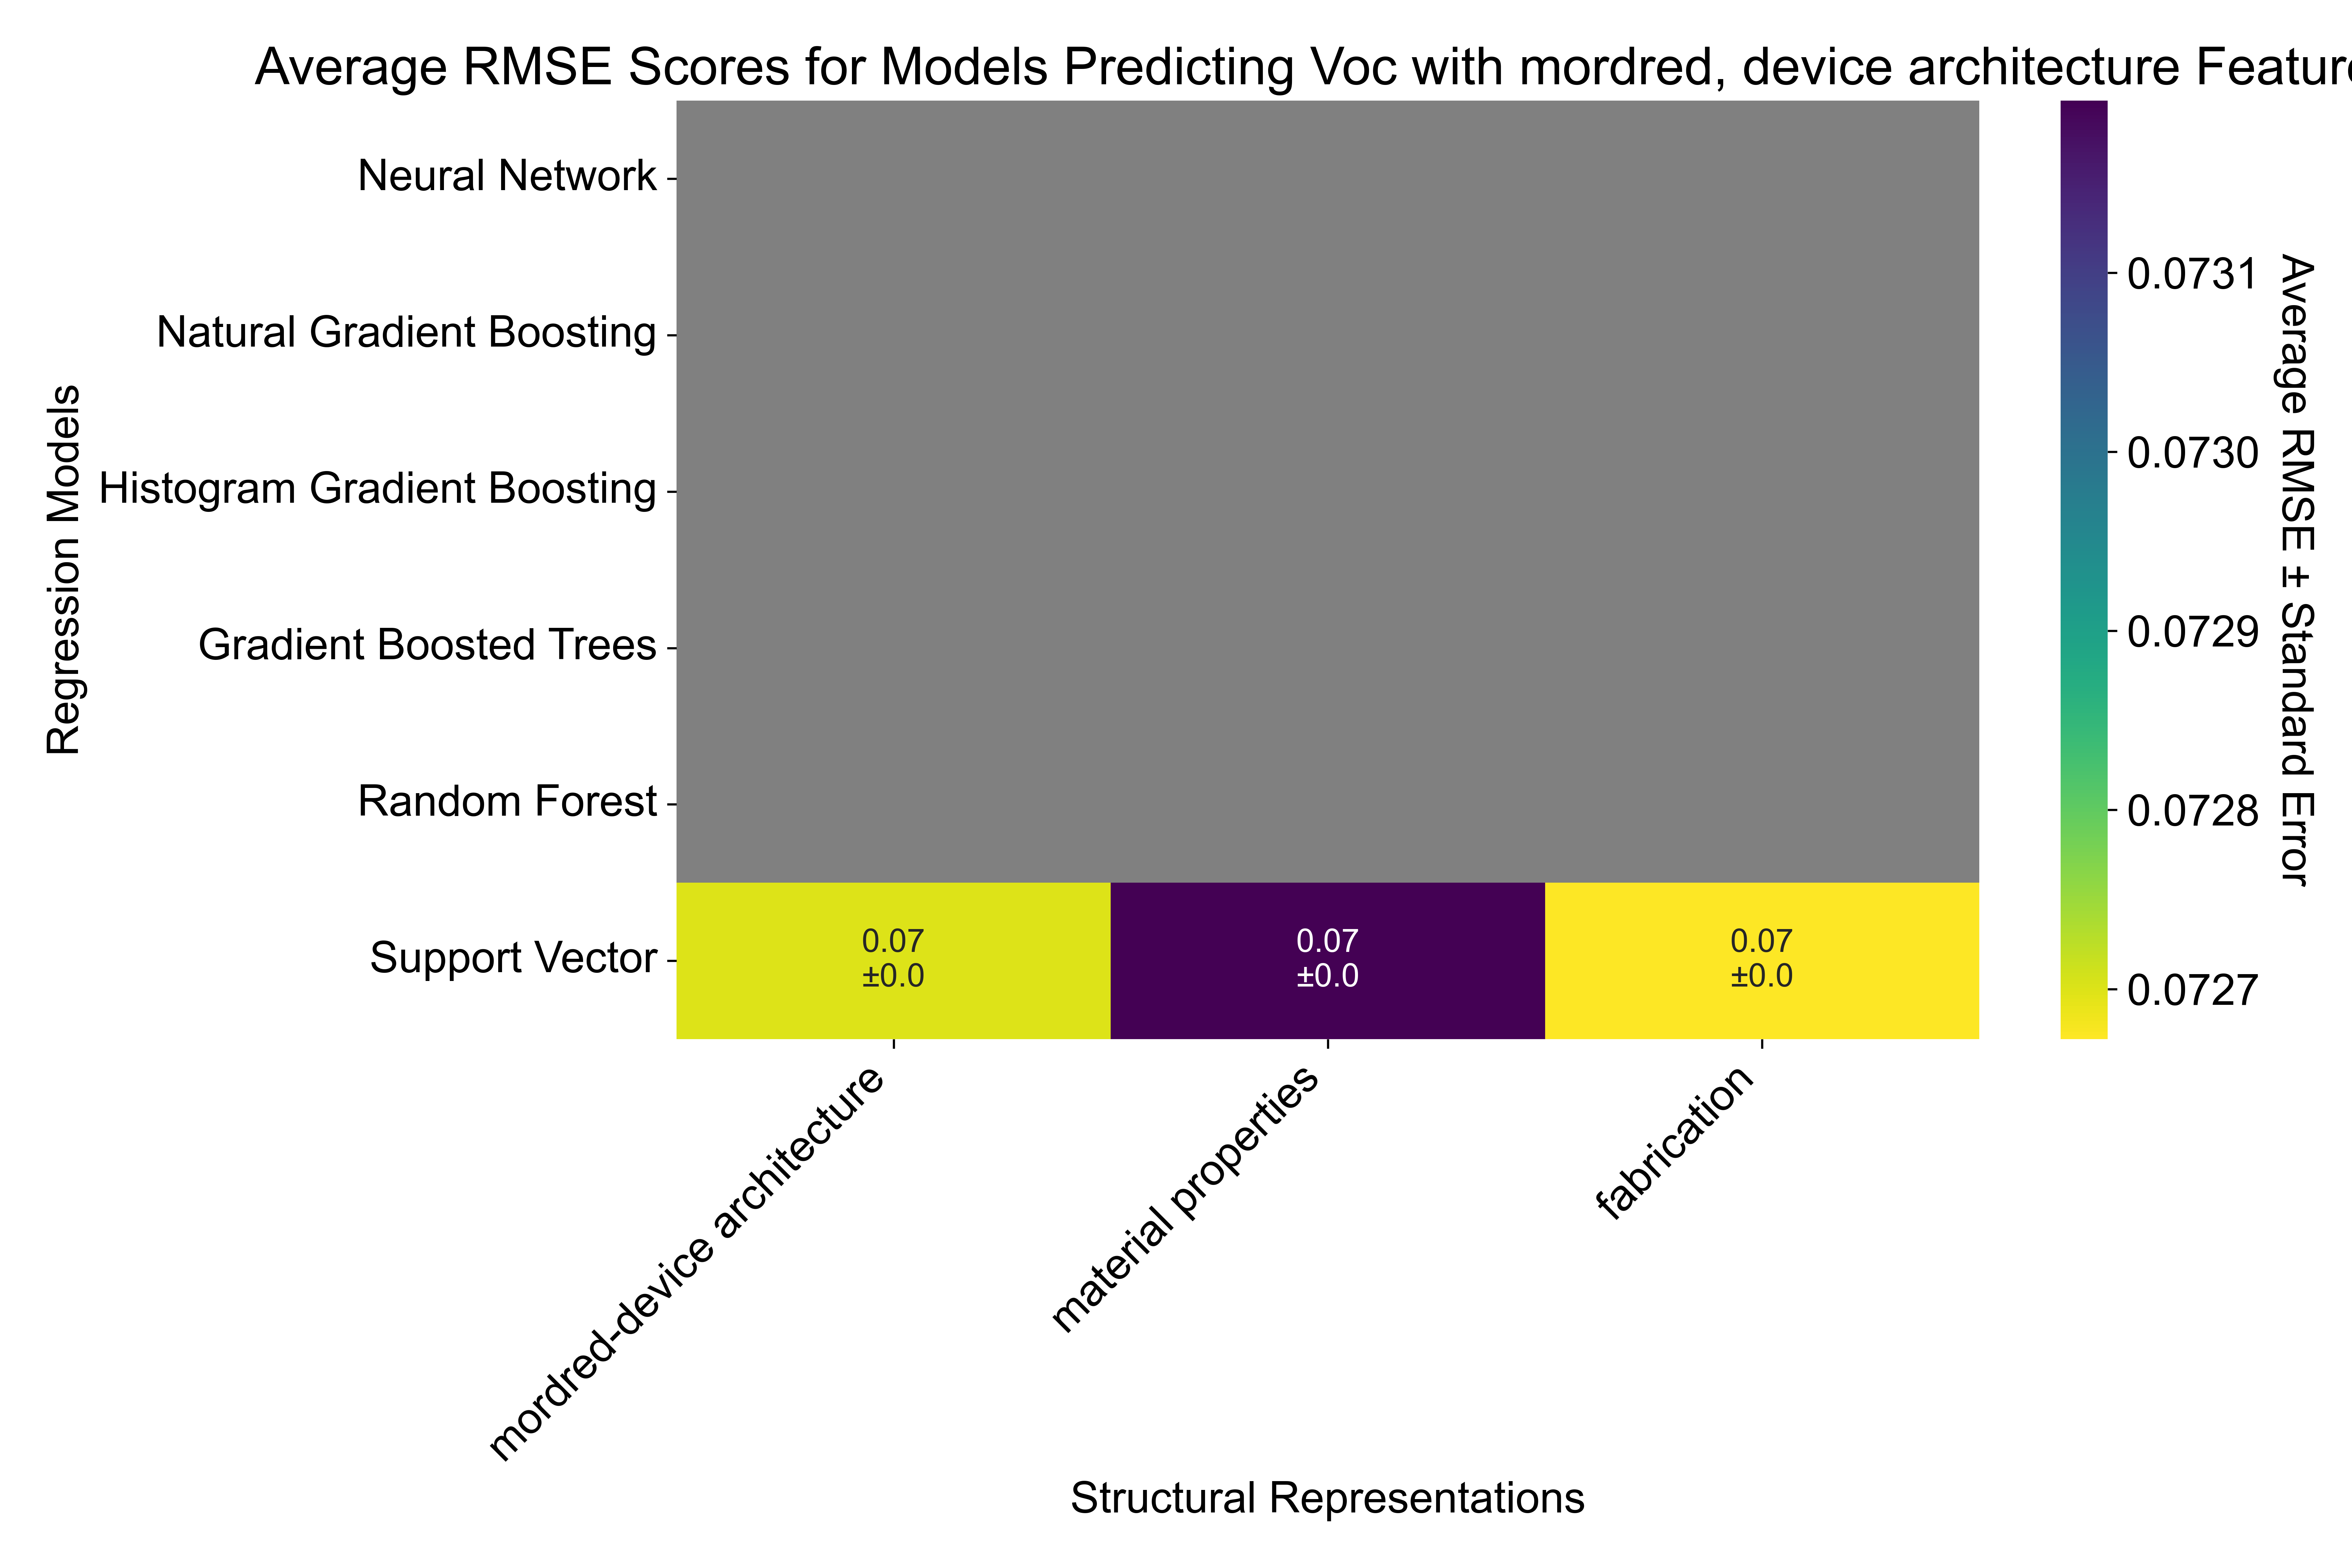 Average RMSE Scores for Models Predicting Voc with mordred, device architecture Featur
Regression Models
Neural Network
Natural Gradient Boosting
Histogram Gradient Boosting
Gradient Boosted Trees
Random Forest
Support Vector
0.07
±0.0
0.07
±0.0
0.07
±0.0
mordred-device architecture
material properties
fabrication
Structural Representations
0.0731
0.0730
0.0729
0.0728
0.0727
Average RMSE ± Standard Error